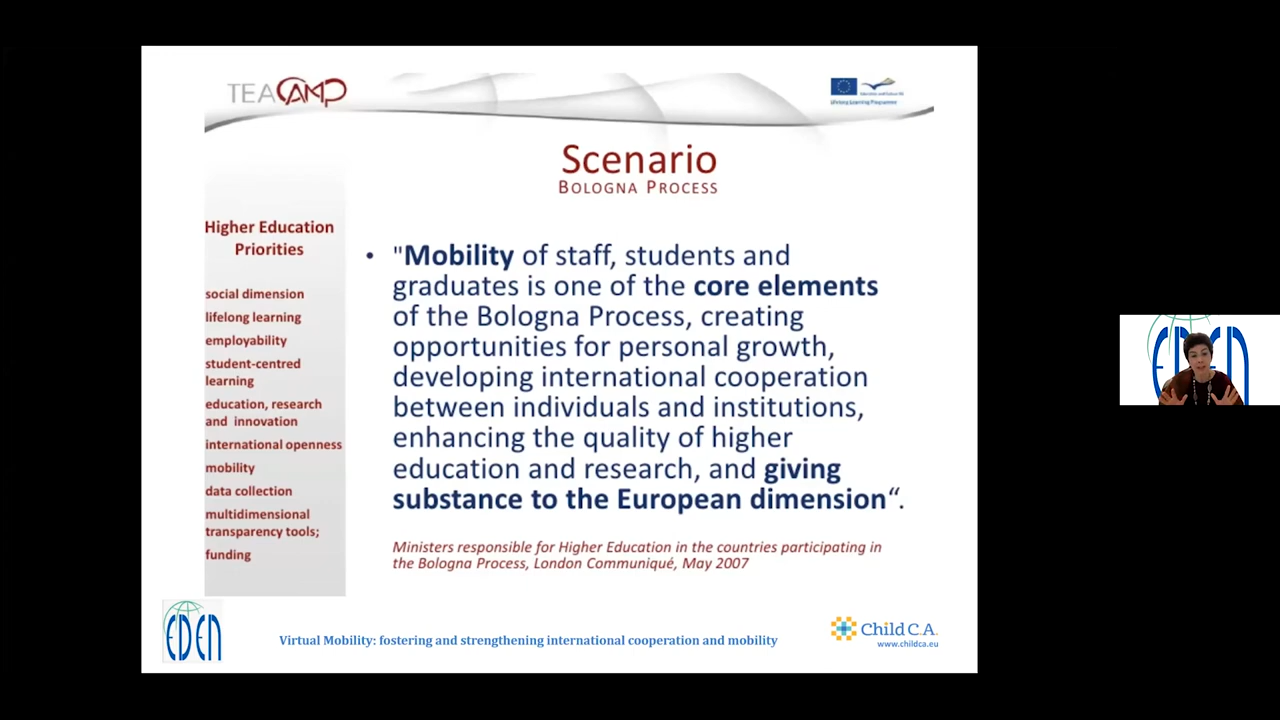 TEACAMP
Lifelong Learning Programme
Scenario
BOLOGNA PROCESS
Higher Education
Priorities
social dimension
lifelong learning
employability
student-centred
learning
education, research
and innovation
international openness
mobility
data collection
multidimensional
transparency tools;
funding
• "Mobility of staff, students and
graduates is one of the core elements
of the Bologna Process, creating
opportunities for personal growth,
developing international cooperation
between individuals and institutions,
enhancing the quality of higher
education and research, and giving
substance to the European dimension“.
Ministers responsible for Higher Education in the countries participating in
the Bologna Process, London Communiqué, May 2007
EDEN
Virtual Mobility: fostering and strengthening international cooperation and mobility
Child C.A.
www.childca.eu
EDEN